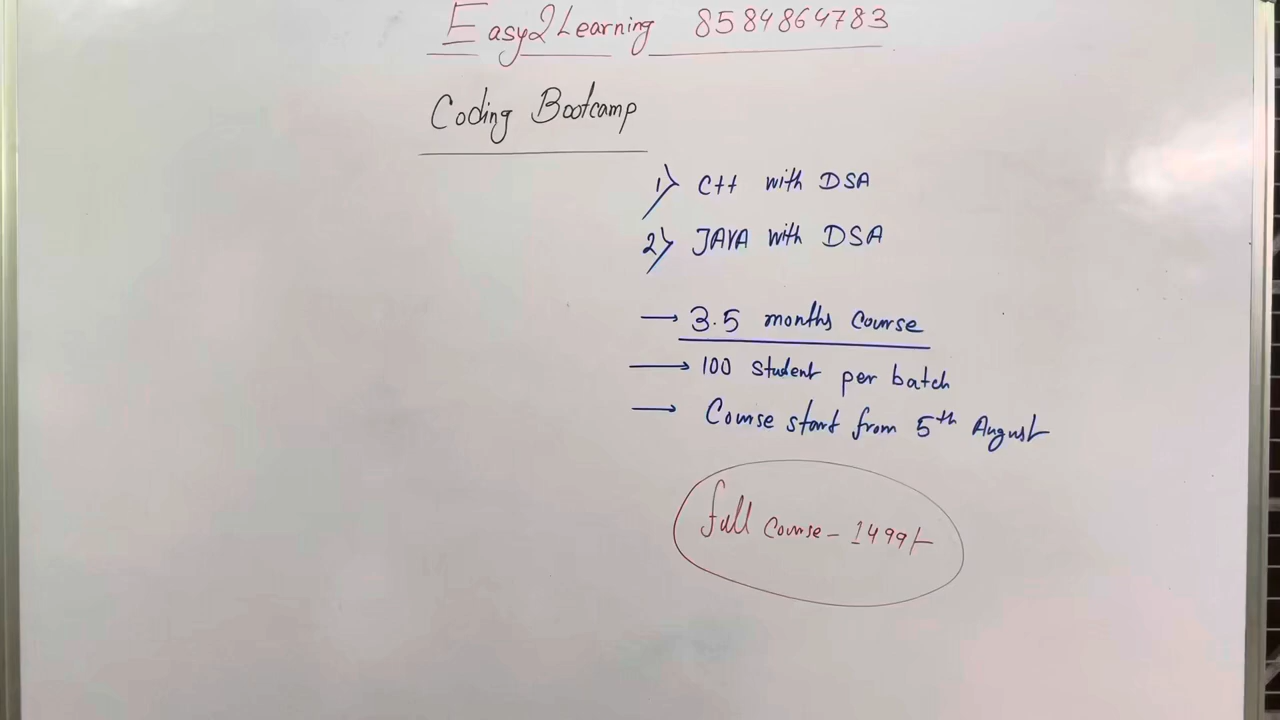 Easy2Learning 8584864783
Coding Bootcamp
1) C++ with DSA
2) JAVA with DSA
→ 3.5 months Course
→ 100 Student per batch
→ Course start from 5th August
full Course - 1499/-